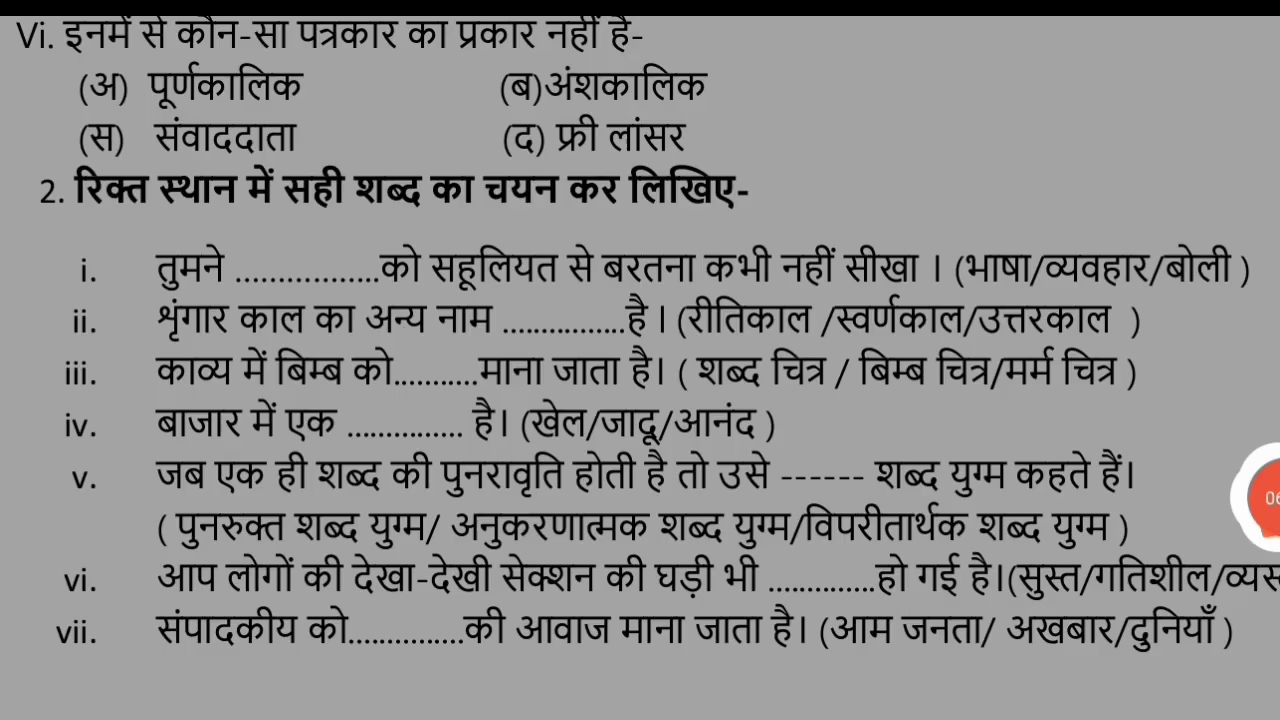 Vi. इनमें से कौन-सा पत्रकार का प्रकार नहीं है-
(अ) पूर्णकालिक (ब)अंशकालिक
(स) संवाददाता (द) फ्री लांसर
2. रिक्त स्थान में सही शब्द का चयन कर लिखिए-
i. तुमने .................को सहूलियत से बरतना कभी नहीं सीखा । (भाषा/व्यवहार/बोली )
ii. शृंगार काल का अन्य नाम ................है । (रीतिकाल /स्वर्णकाल/उत्तरकाल )
iii. काव्य में बिम्ब को...........माना जाता है। ( शब्द चित्र / बिम्ब चित्र/मर्म चित्र )
iv. बाजार में एक ............... है। (खेल/जादू/आनंद )
v. जब एक ही शब्द की पुनरावृति होती है तो उसे ------ शब्द युग्म कहते हैं।
( पुनरुक्त शब्द युग्म/ अनुकरणात्मक शब्द युग्म/विपरीतार्थक शब्द युग्म )
vi. आप लोगों की देखा-देखी सेक्शन की घड़ी भी ..............हो गई है।(सुस्त/गतिशील/
vii. संपादकीय को...............की आवाज माना जाता है। (आम जनता/ अखबार/दुनियाँ )